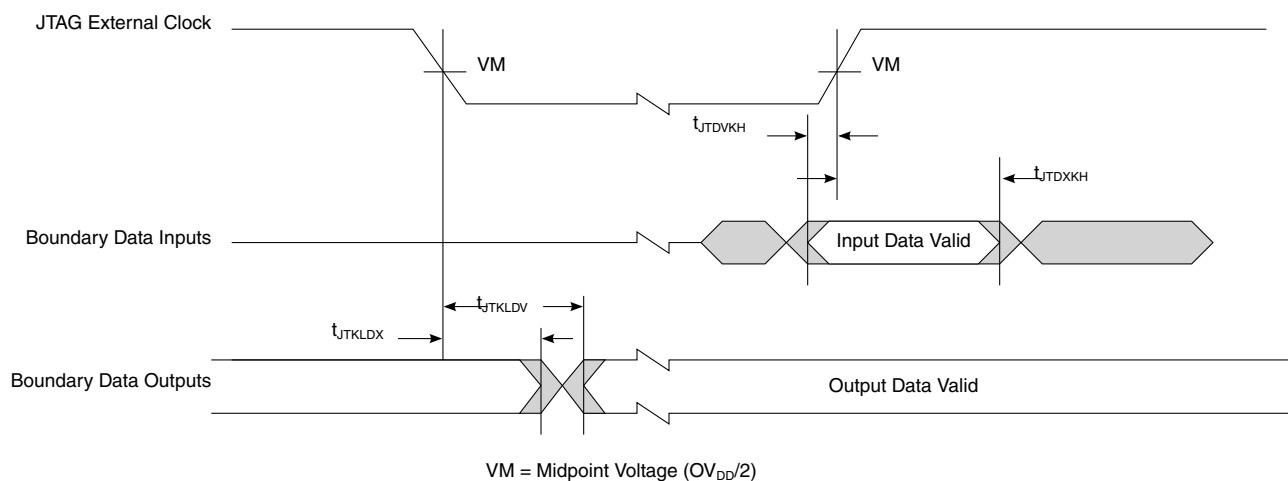 JTAG External Clock
VM
VM
tJTDVKH
tJTDXKH
Boundary Data Inputs
Input Data Valid
tJTKLDV
tJTKLDX
Boundary Data Outputs
Output Data Valid
VM = Midpoint Voltage (OVDD/2)